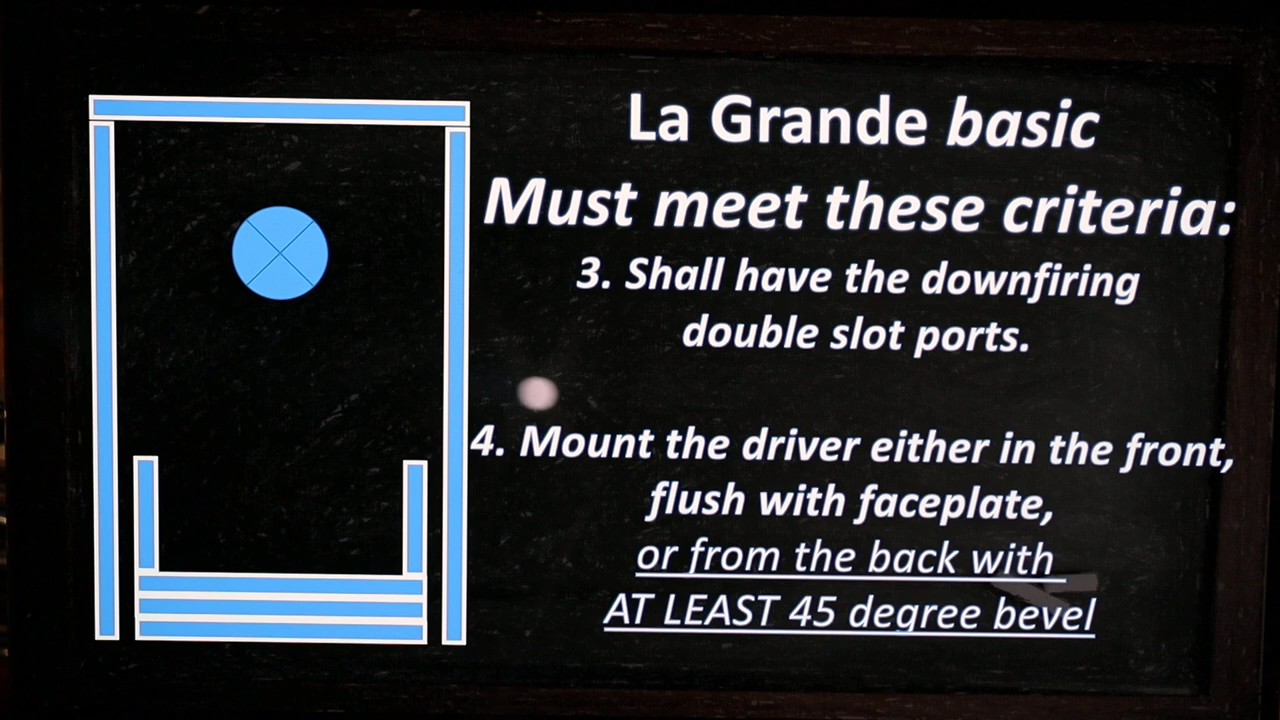 La Grande basic
Must meet these criteria:
3. Shall have the downfiring
double slot ports.
4. Mount the driver either in the front,
flush with faceplate,
or from the back with
AT LEAST 45 degree bevel